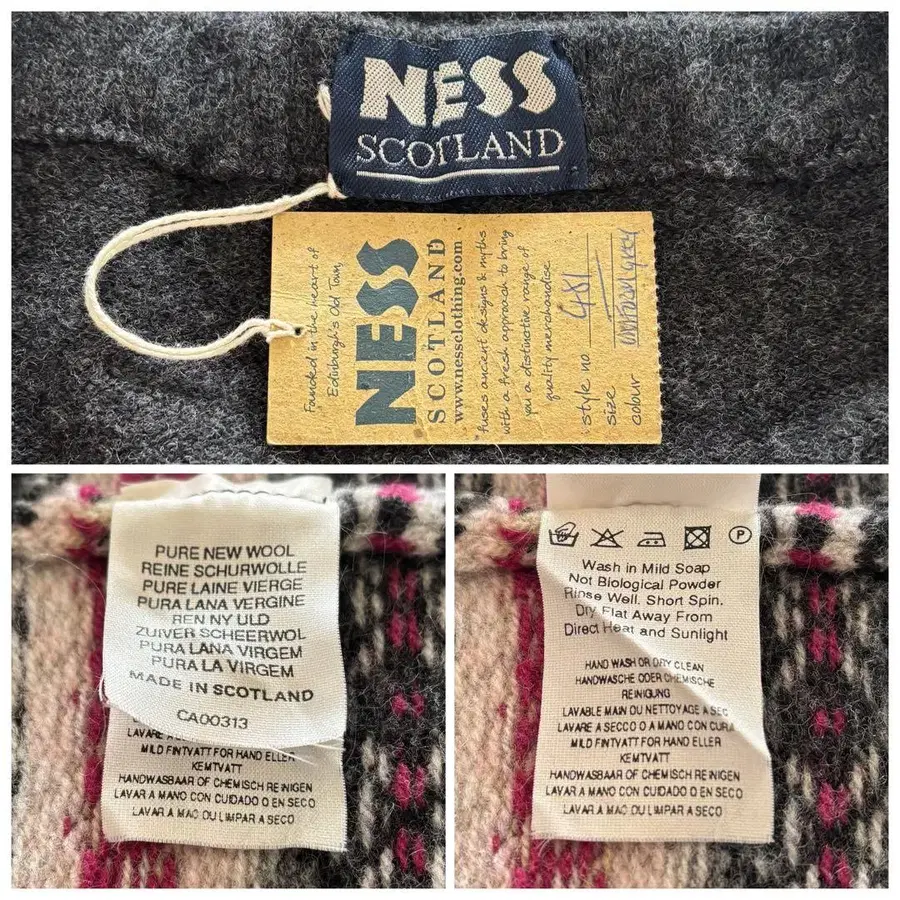 NESS
SCOTLAND
Founded in the heart of
Edinburgh's Old Town,
NESS
SCOTLAND
www.nessclothing.com
"fuses ancient designs & myths
with a fresh approach to bring
you a distinctive range of
quality merchandise
style no 481
size
colour grey
PURE NEW WOOL
REINE SCHURWOLLE
PURE LAINE VIERGE
PURA LANA VERGINE
REN NY ULD
ZUIVER SCHEERWOL
PURA LANA VIRGEM
PURA LA VIRGEM
MADE IN SCOTLAND
CA00313
MILD FINTVATT FOR HAND ELLER
KEMTVATT
HANDWASBAAR OF CHEMISCH REINIGEN
LAVAR A MANO CON CUIDADO O EN SECO
LAVAR A MAO OU LIMPAR A SECO
P
Wash in Mild Soap
Not Biological Powder
Rinse Well. Short Spin.
Dry Flat Away From
Direct Heat and Sunlight
HAND WASH OR DRY CLEAN
HANDWASCHE ODER CHEMISCHE
REINIGUNG
LAVABLE MAIN OU NETTOYAGE A SEC
LAVARE A SECCO O A MANO CON CURA
MILD FINTVATT FOR HAND ELLER
KEMTVATT
HANDWASBAAR OF CHEMISCH REINIGEN
LAVAR A MANO CON CUIDADO O EN SECO
LAVAR A MAO OU LIMPAR A SECO